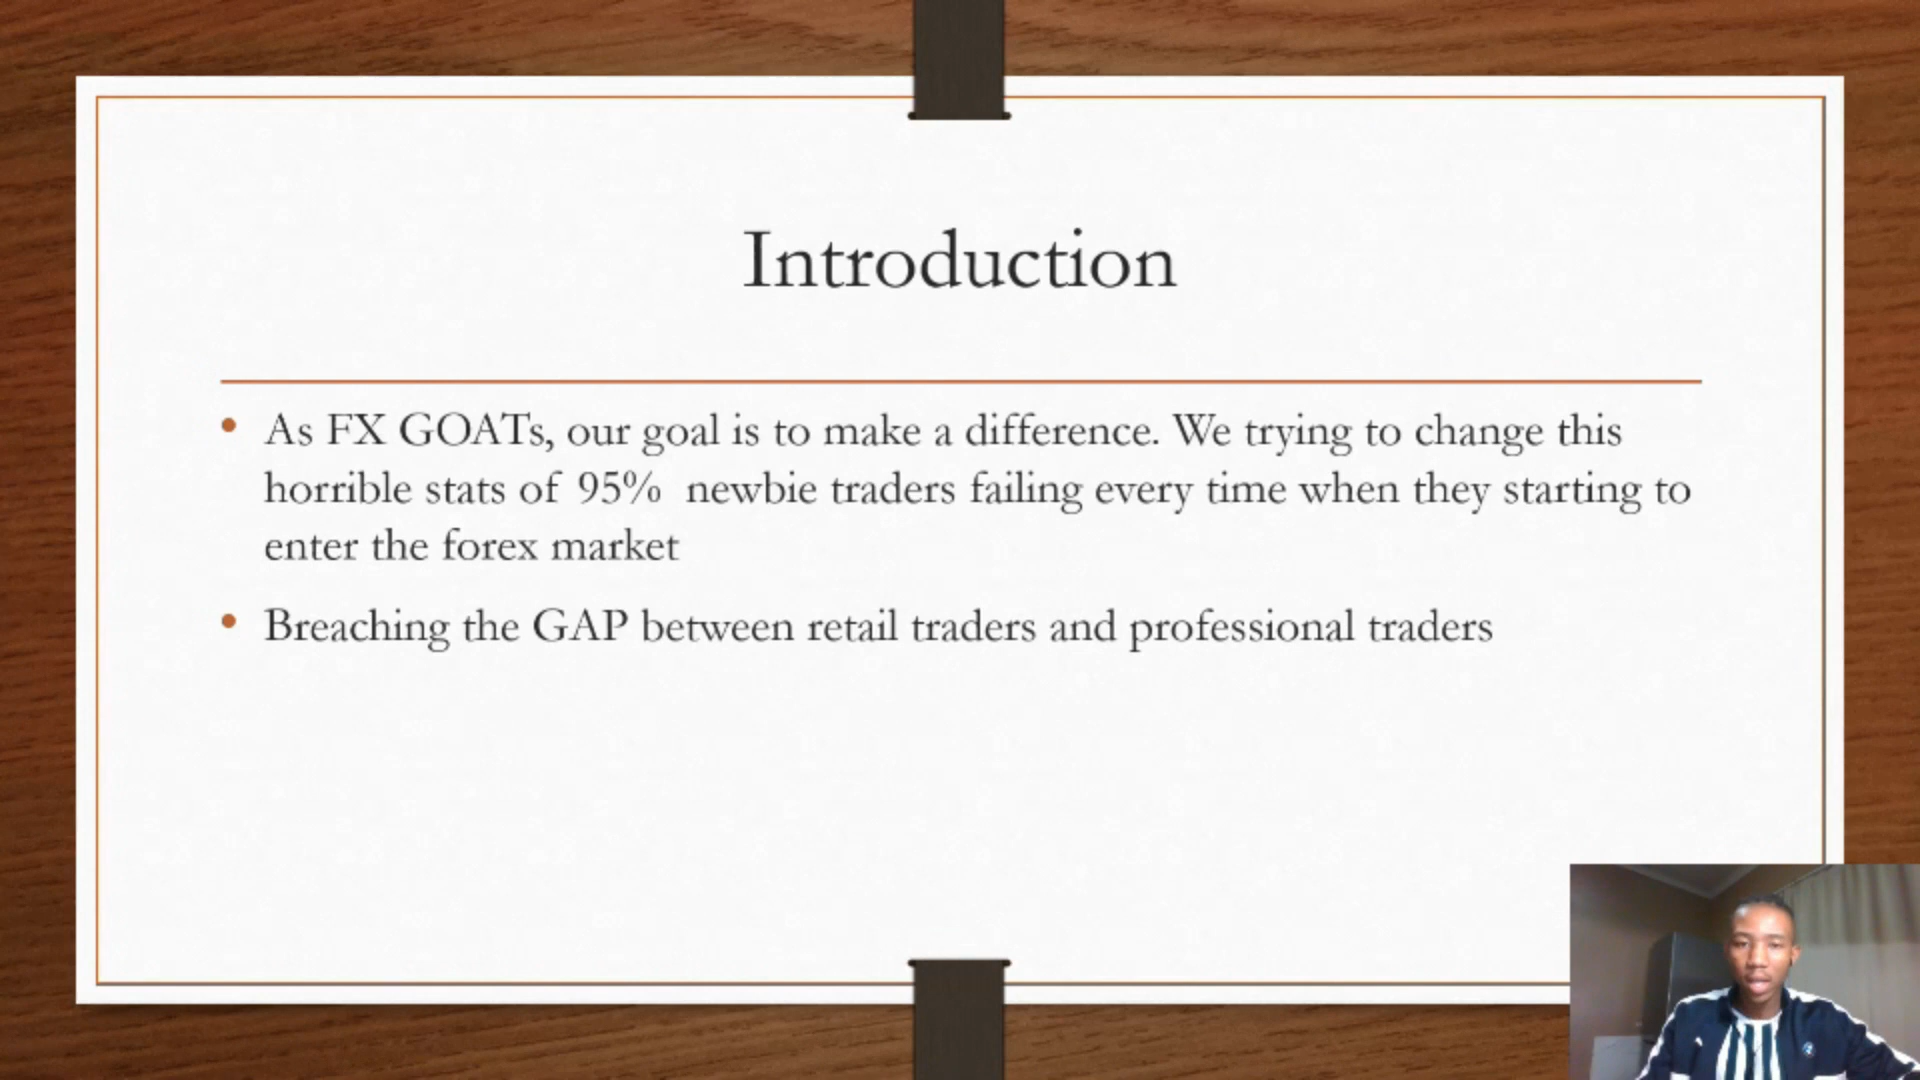 Introduction
• As FX GOATs, our goal is to make a difference. We trying to change this
horrible stats of 95% newbie traders failing every time when they starting to
enter the forex market
• Breaching the GAP between retail traders and professional traders